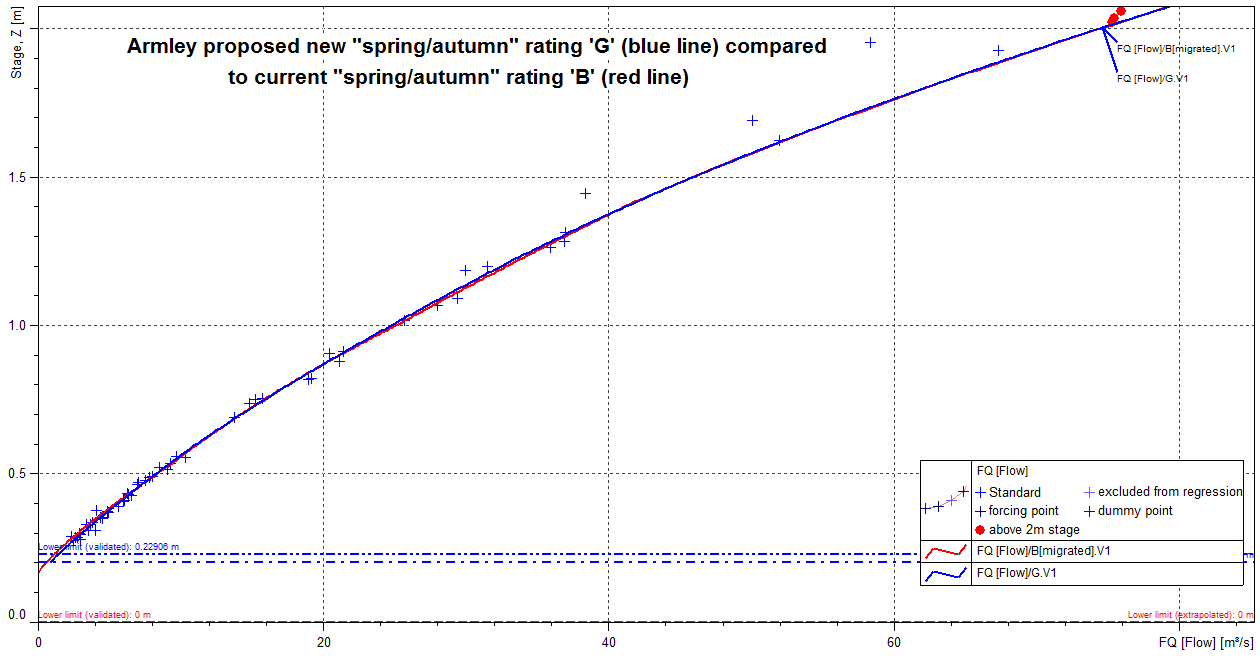 Stage, Z [m]
Armley proposed new "spring/autumn" rating 'G' (blue line) compared
to current "spring/autumn" rating 'B' (red line)
FQ [Flow]/B[migrated].V1
FQ [Flow]/G.V1
1.5
1.0
0.5
0.0
Lower limit (validated): 0.22906 m
Lower limit (validated): 0 m
Lower limit (extrapolated): 0 m
FQ [Flow]
Standard
excluded from regression
forcing point
dummy point
above 2m stage
FQ [Flow]/B[migrated].V1
FQ [Flow]/G.V1
0
20
40
60
FQ [Flow] [m³/s]